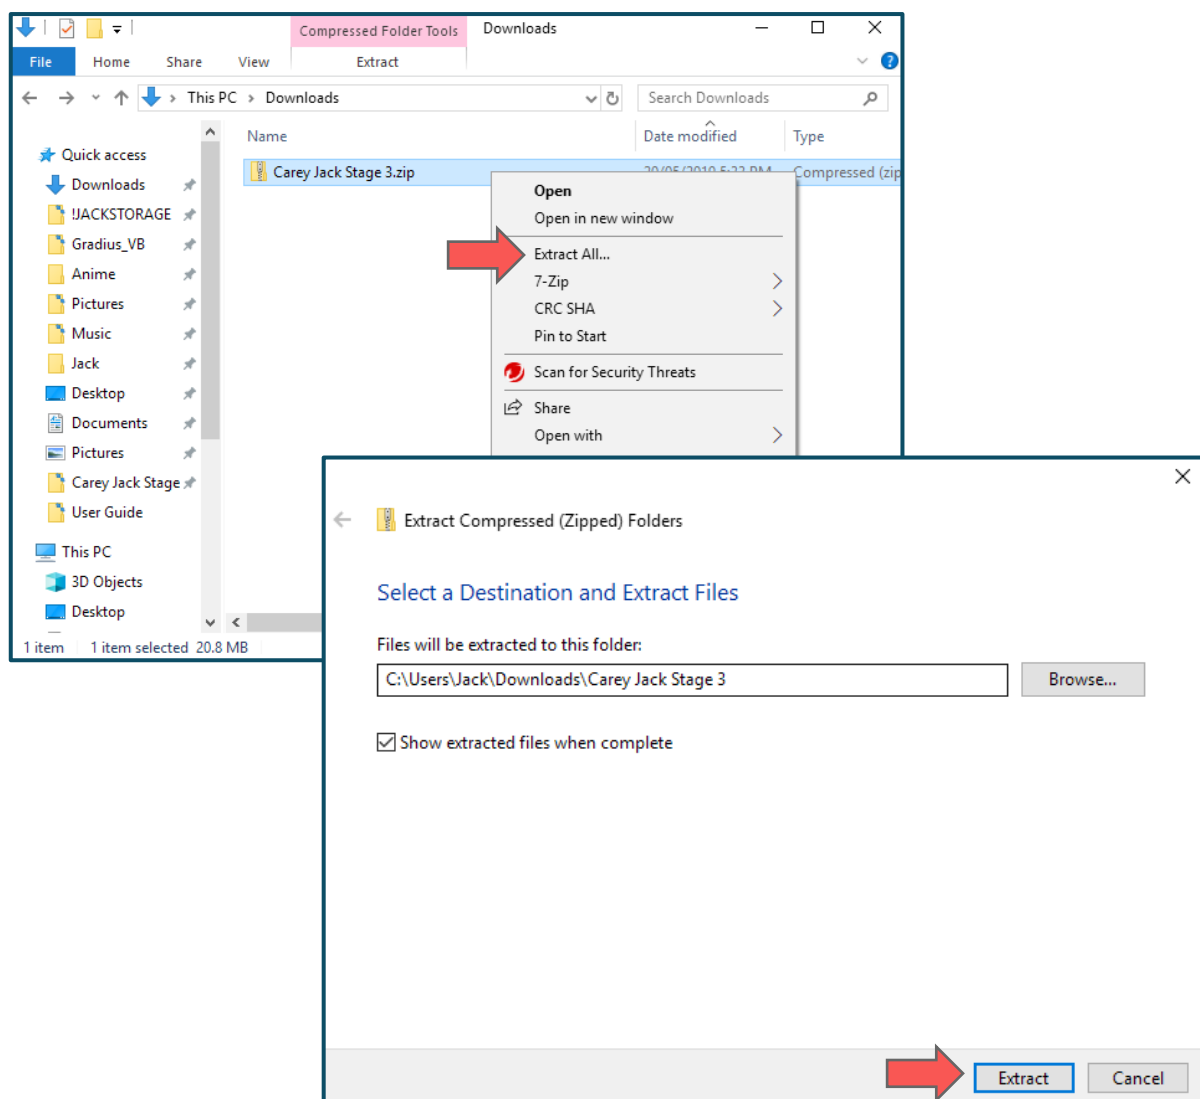 Compressed Folder Tools Downloads
File Home Share View Extract
This PC > Downloads Search Downloads
Name Date modified Type
Quick access
Carey Jack Stage 3.zip Compressed (zip
Downloads
!JACKSTORAGE
Gradius_VB
Anime
Pictures
Music
Jack
Desktop
Documents
Pictures
Carey Jack Stage
User Guide
This PC
3D Objects
Desktop
1 item 1 item selected 20.8 MB
Open
Open in new window
Extract All...
7-Zip
CRC SHA
Pin to Start
Scan for Security Threats
Share
Open with
Extract Compressed (Zipped) Folders
Select a Destination and Extract Files
Files will be extracted to this folder:
C:\Users\Jack\Downloads\Carey Jack Stage 3 Browse...
Show extracted files when complete
Extract Cancel